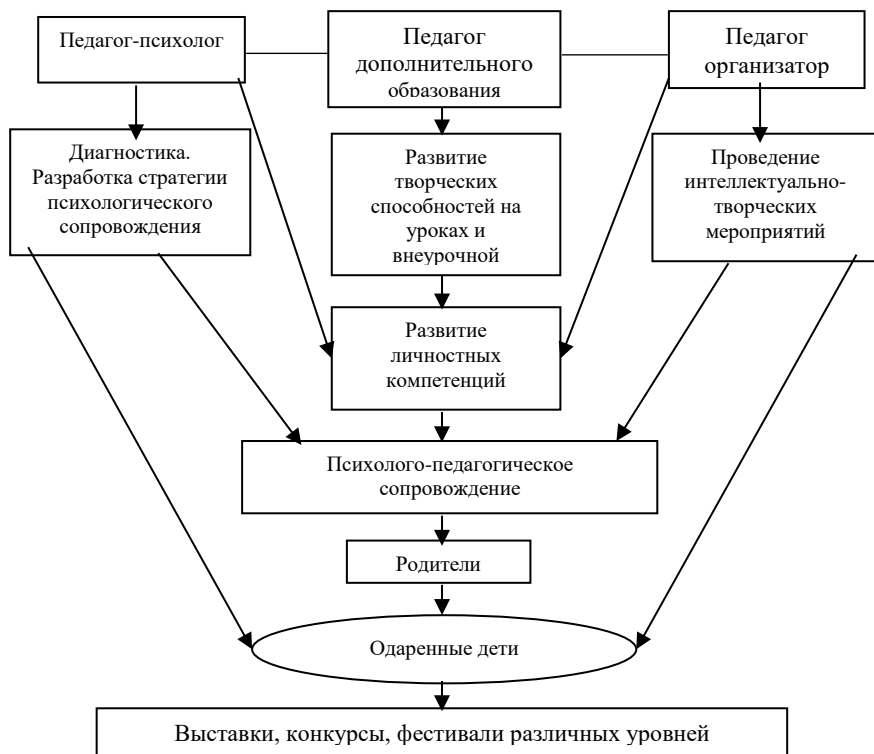 Педагог-психолог
Педагог
дополнительного
образования
Педагог
организатор
Диагностика.
Разработка стратегии
психологического
сопровождения
Развитие
творческих
способностей на
уроках и
внеурочной
Проведение
интеллектуально-
творческих
мероприятий
Развитие
личностных
компетенций
Психолого-педагогическое
сопровождение
Родители
Одаренные дети
Выставки, конкурсы, фестивали различных уровней